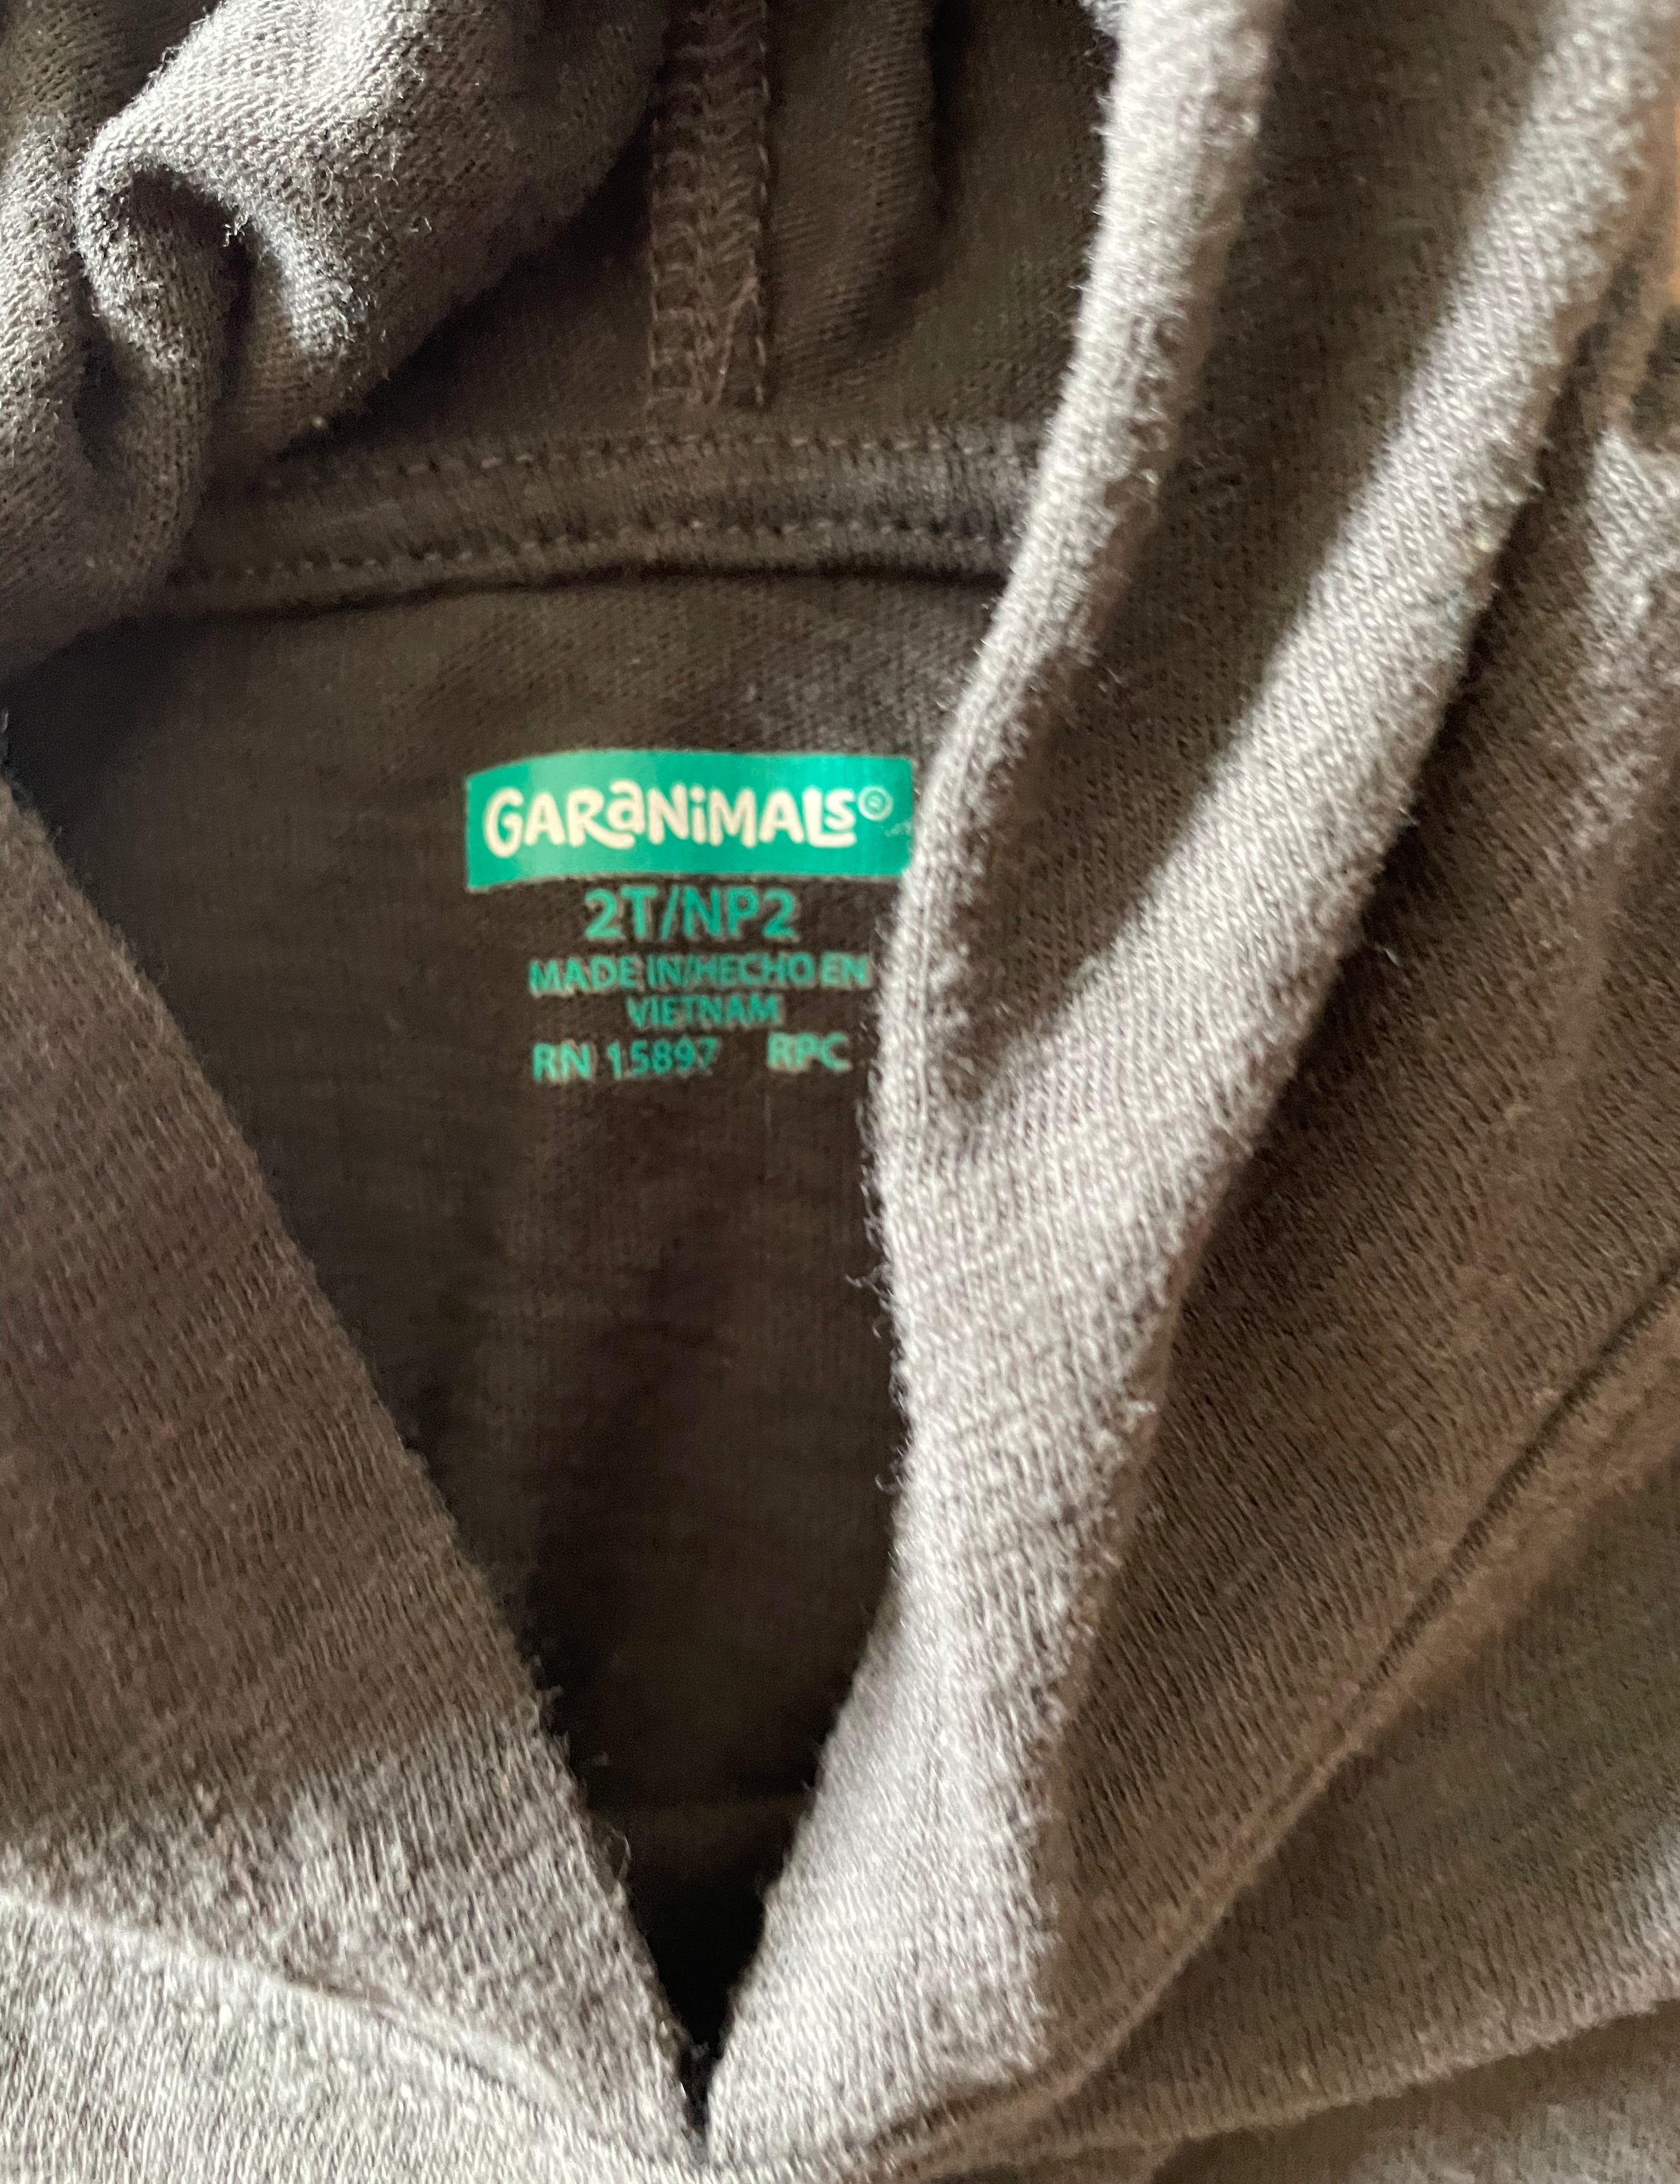 GARANiMALS®
2T/NP2
MADE IN/HECHO EN
VIETNAM
RN 15897 RPC